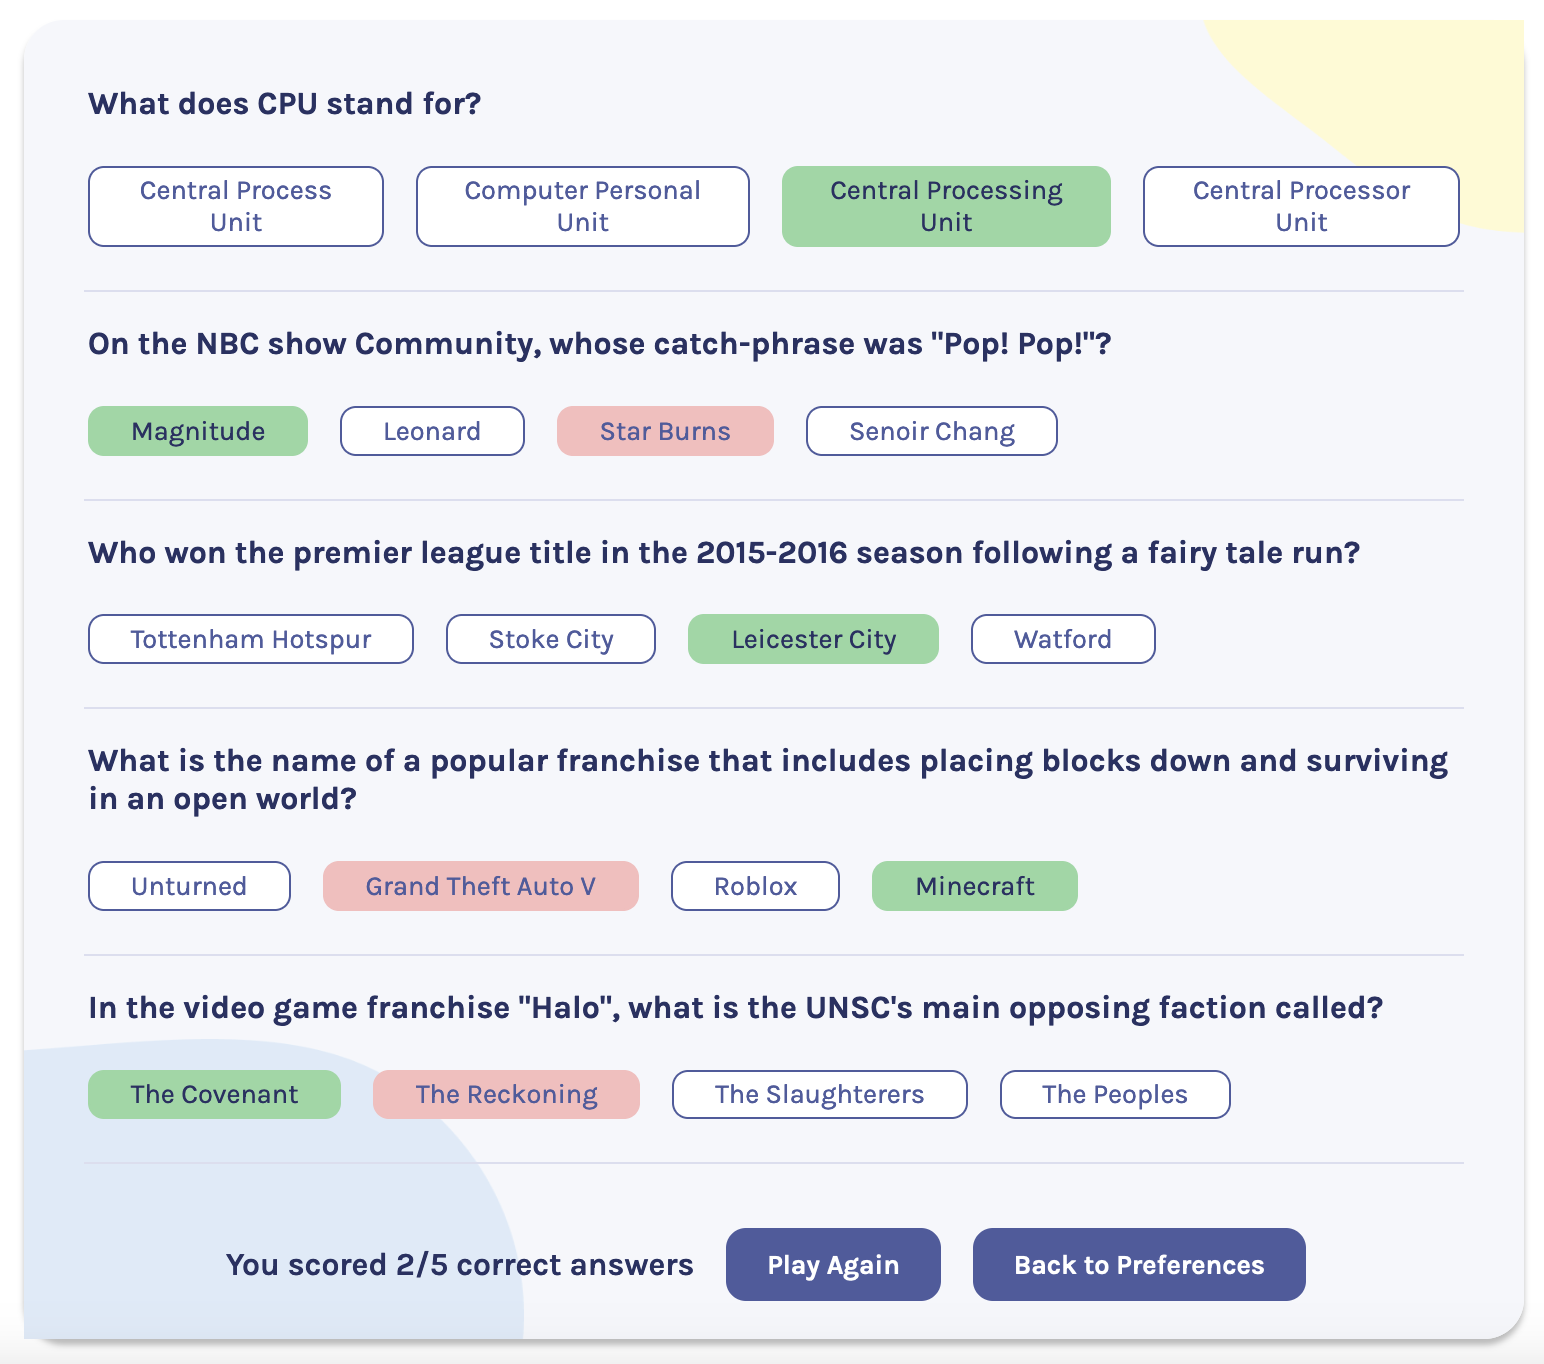 What does CPU stand for?
Central Process
Unit
Computer Personal
Unit
Central Processing
Unit
Central Processor
Unit
On the NBC show Community, whose catch-phrase was "Pop! Pop!"?
Magnitude
Leonard
Star Burns
Senoir Chang
Who won the premier league title in the 2015-2016 season following a fairy tale run?
Tottenham Hotspur
Stoke City
Leicester City
Watford
What is the name of a popular franchise that includes placing blocks down and surviving
in an open world?
Unturned
Grand Theft Auto V
Roblox
Minecraft
In the video game franchise "Halo", what is the UNSC's main opposing faction called?
The Covenant
The Reckoning
The Slaughterers
The Peoples
You scored 2/5 correct answers
Play Again
Back to Preferences